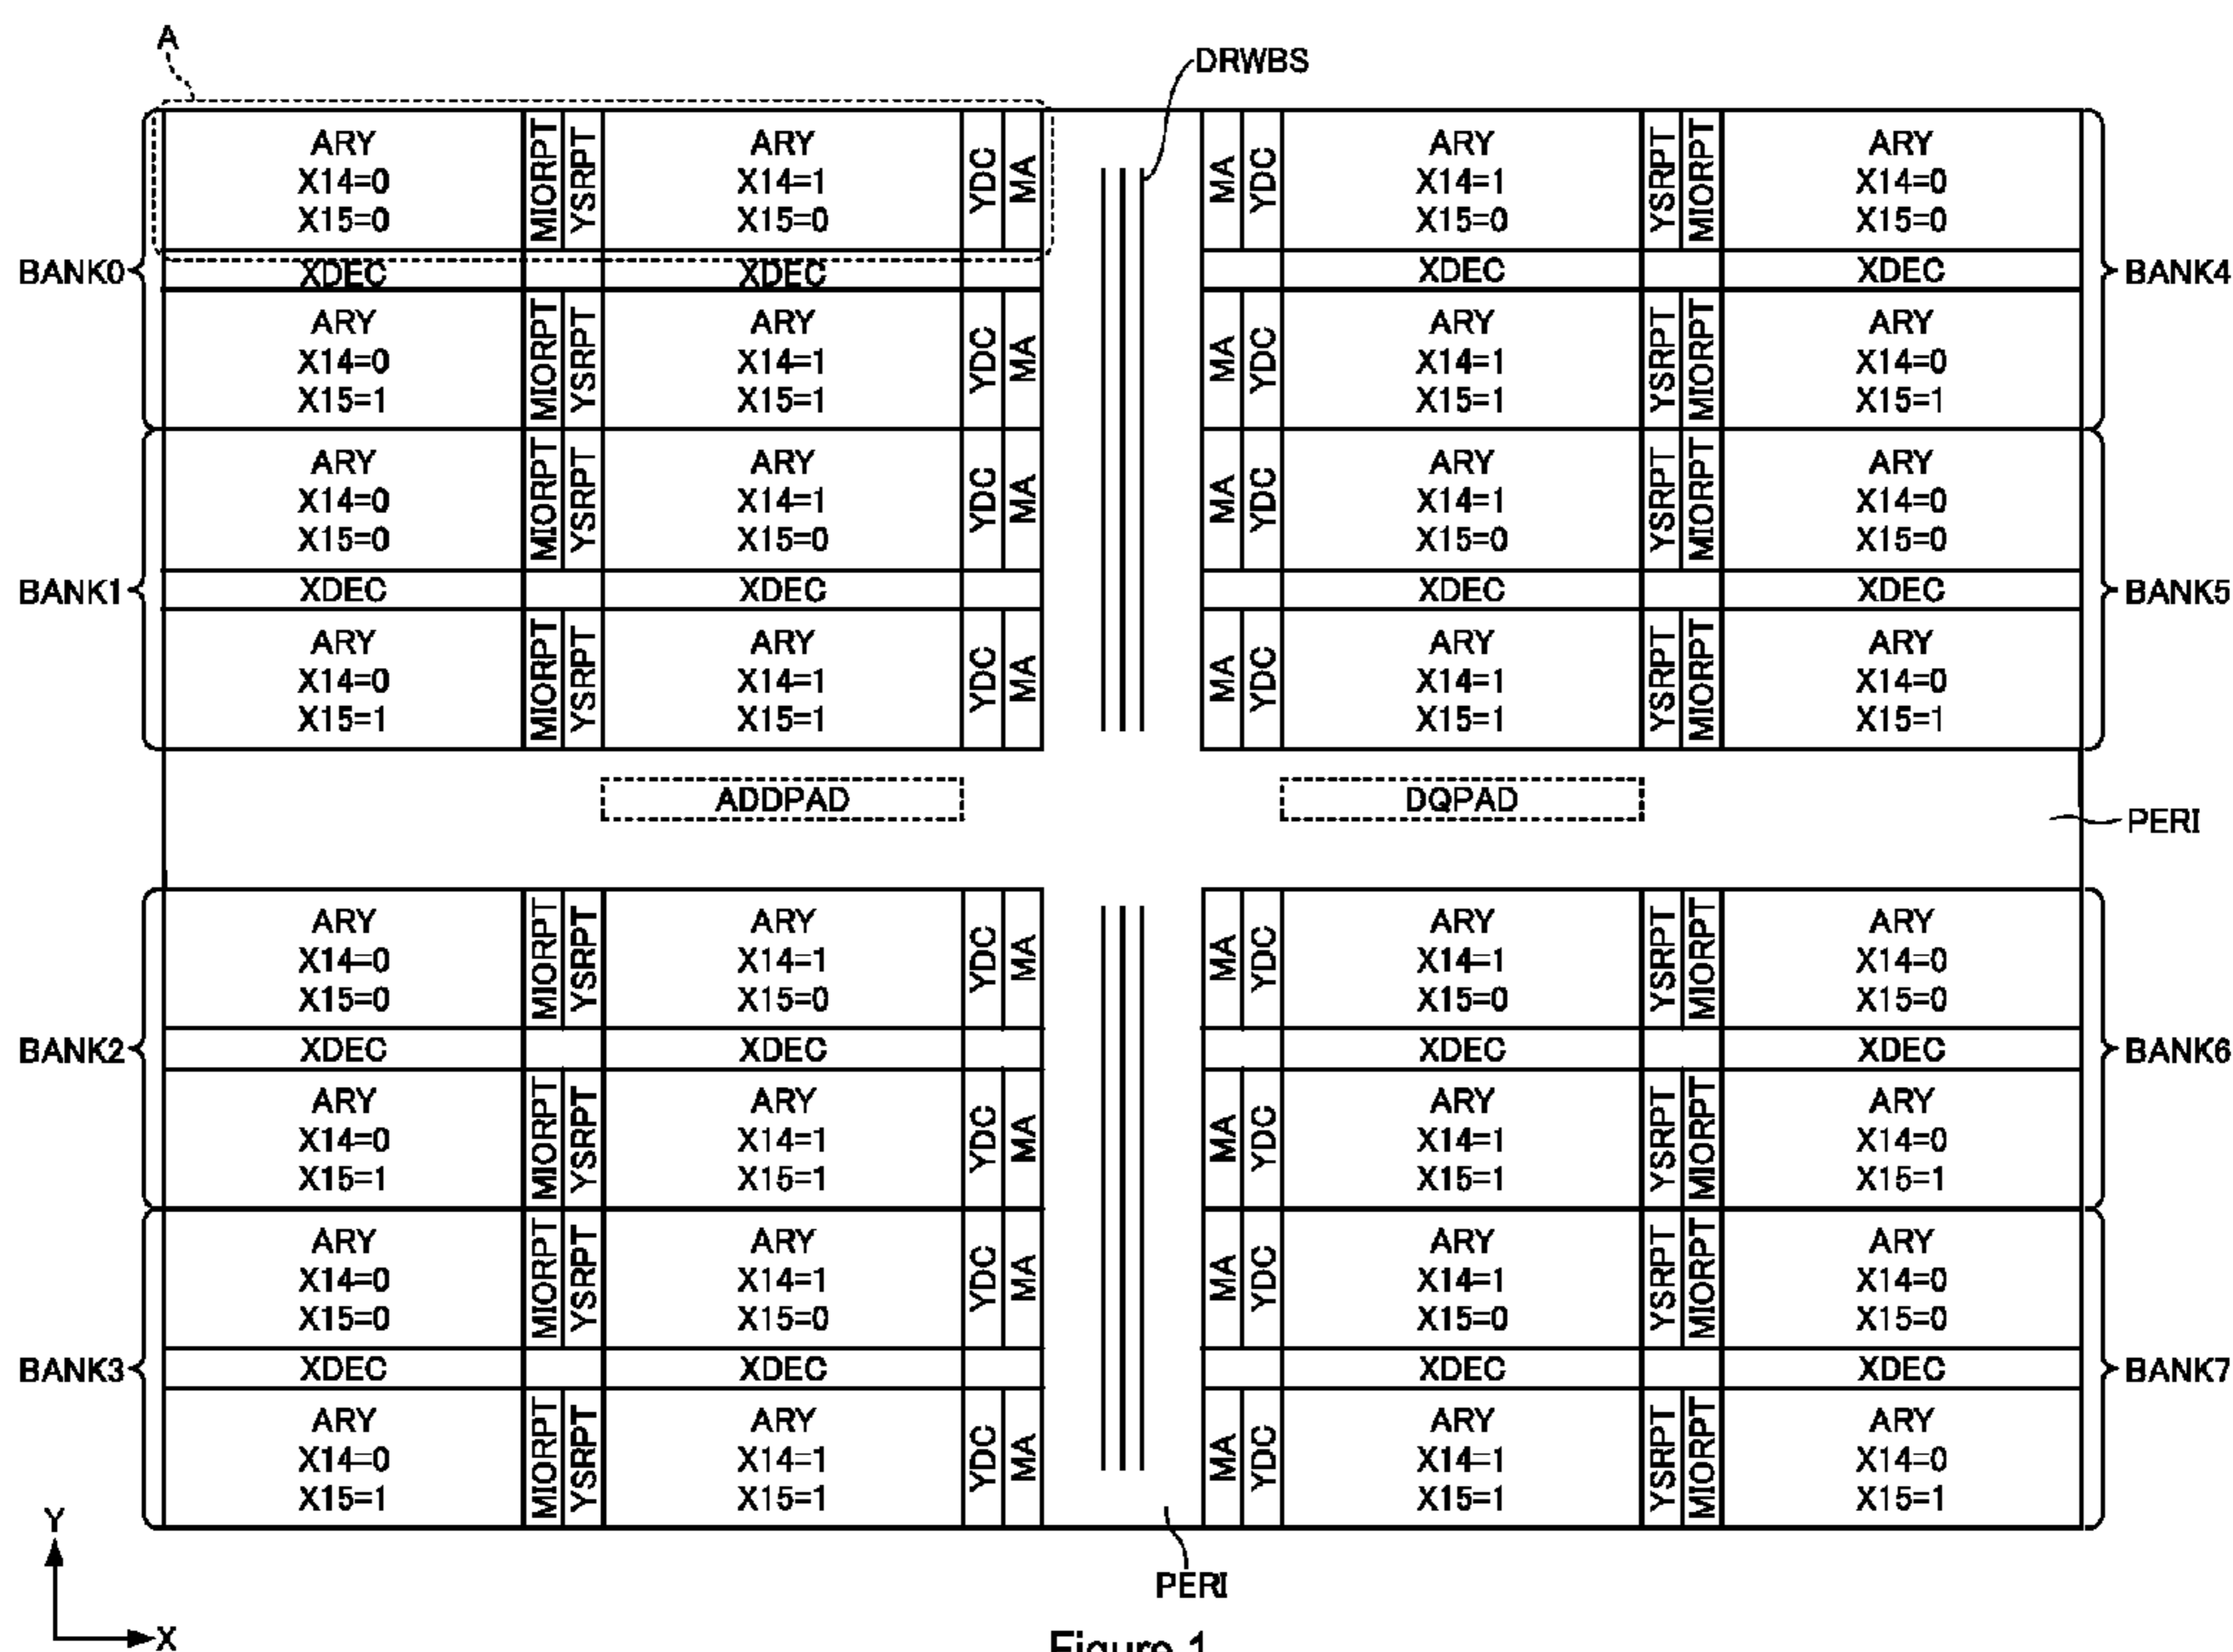 A
DRWBS
ARY MIORPT YSRPT ARY YDC MA MA YDC ARY YSRPT MIORPT ARY
X14=0 X14=1 X14=1 X14=0
X15=0 X15=0 X15=0 X15=0
BANK0 XDEC XDEC XDEC XDEC BANK4
ARY MIORPT YSRPT ARY YDC MA MA YDC ARY YSRPT MIORPT ARY
X14=0 X14=1 X14=1 X14=0
X15=1 X15=1 X15=1 X15=1
ARY MIORPT YSRPT ARY YDC MA MA YDC ARY YSRPT MIORPT ARY
X14=0 X14=1 X14=1 X14=0
X15=0 X15=0 X15=0 X15=0
BANK1 XDEC XDEC XDEC XDEC BANK5
ARY MIORPT YSRPT ARY YDC MA MA YDC ARY YSRPT MIORPT ARY
X14=0 X14=1 X14=1 X14=0
X15=1 X15=1 X15=1 X15=1
ADDPAD DQPAD
PERI
ARY MIORPT YSRPT ARY YDC MA MA YDC ARY YSRPT MIORPT ARY
X14=0 X14=1 X14=1 X14=0
X15=0 X15=0 X15=0 X15=0
BANK2 XDEC XDEC XDEC XDEC BANK6
ARY MIORPT YSRPT ARY YDC MA MA YDC ARY YSRPT MIORPT ARY
X14=0 X14=1 X14=1 X14=0
X15=1 X15=1 X15=1 X15=1
ARY MIORPT YSRPT ARY YDC MA MA YDC ARY YSRPT MIORPT ARY
X14=0 X14=1 X14=1 X14=0
X15=0 X15=0 X15=0 X15=0
BANK3 XDEC XDEC XDEC XDEC BANK7
ARY MIORPT YSRPT ARY YDC MA MA YDC ARY YSRPT MIORPT ARY
X14=0 X14=1 X14=1 X14=0
X15=1 X15=1 X15=1 X15=1
Y
PERI
X
Figure 1